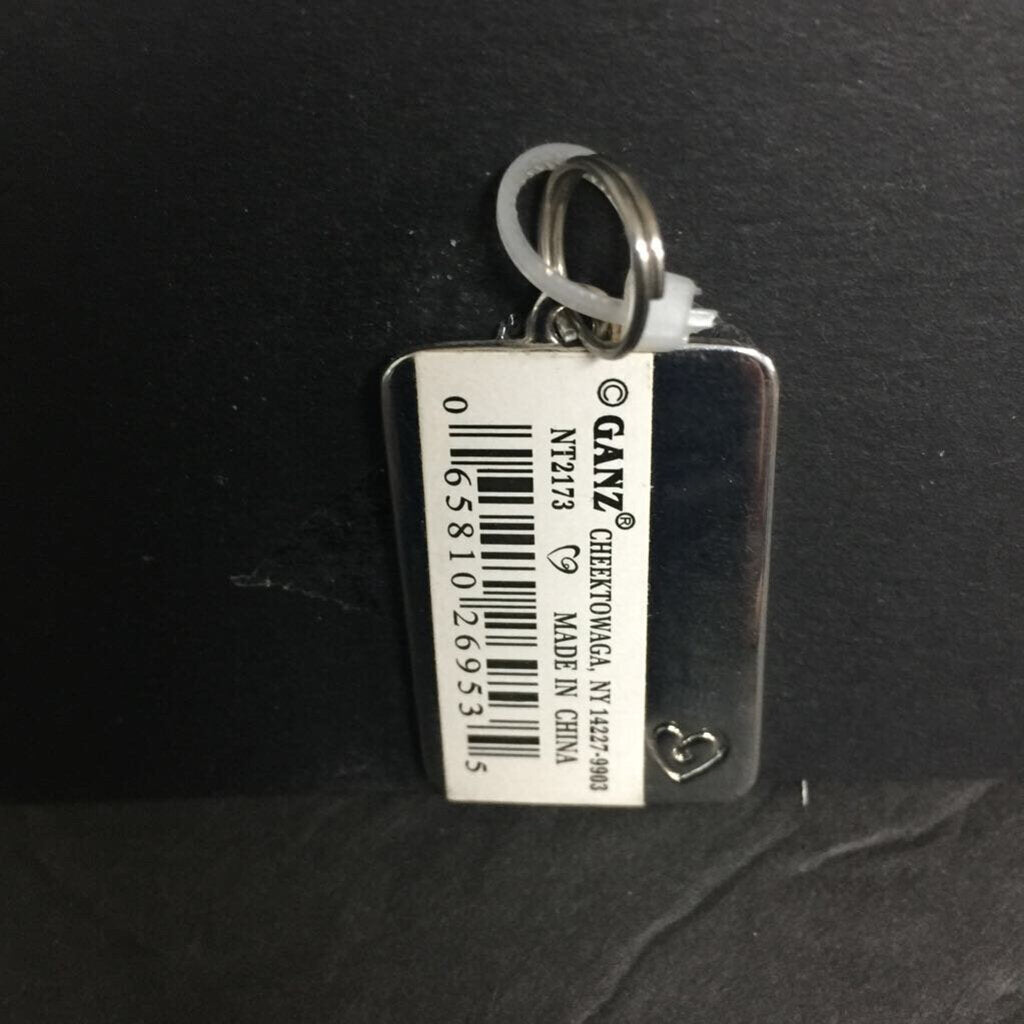 ©GANZ® CHEEKTOWAGA, NY 14227-9903
NT2173 MADE IN CHINA
0 65810 26953 5